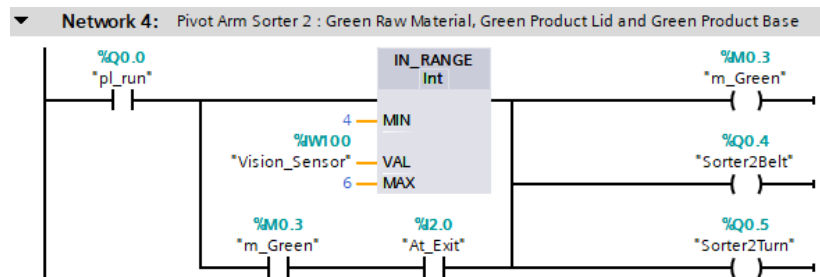 Network 4: Pivot Arm Sorter 2 : Green Raw Material, Green Product Lid and Green Product Base
%Q0.0
"pl_run"
IN_RANGE
Int
%M0.3
"m_Green"
4 MIN
%IW100
"Vision_Sensor" VAL
6 MAX
%Q0.4
"Sorter2Belt"
%M0.3
"m_Green"
%I2.0
"At_Exit"
%Q0.5
"Sorter2Turn"